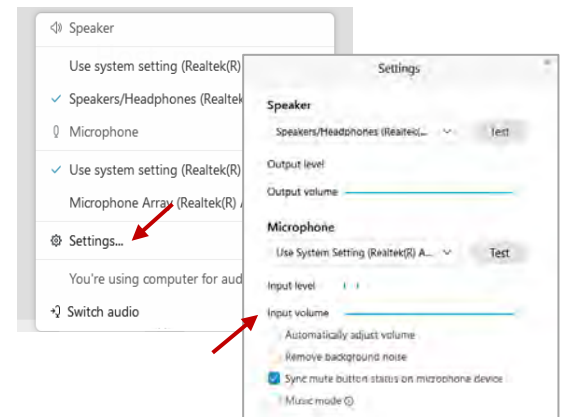 Speaker
Use system setting (Realtek(R)
Speakers/Headphones (Realtek
Microphone
Use system setting (Realtek(R)
Microphone Array (Realtek(R) A
Settings...
You're using computer for aud
Switch audio
Settings
Speaker
Speakers/Headphones (Realtek(... Test
Output level
Output volume
Microphone
Use System Setting (Realtek(R) A... Test
Input level
Input volume
Automatically adjust volume
Remove background noise
Sync mute button status on microphone device
Music mode